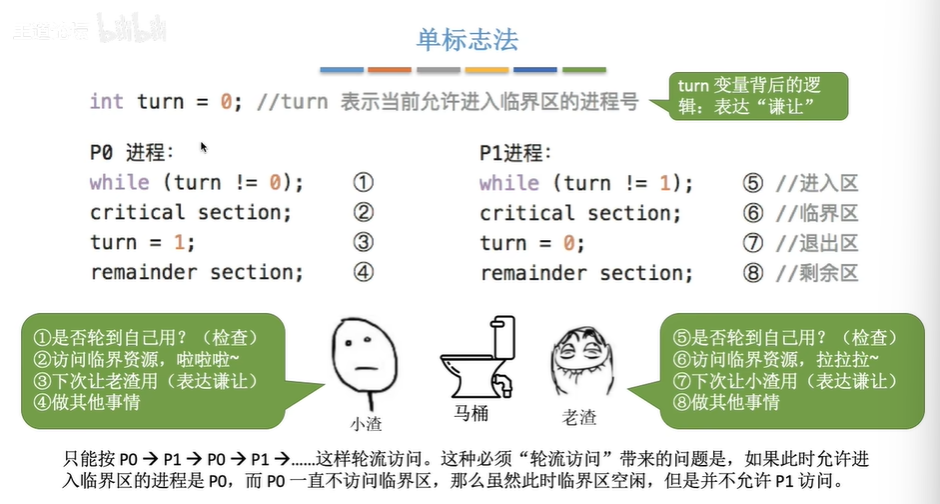 单标志法
int turn = 0; //turn 表示当前允许进入临界区的进程号
turn 变量背后的逻
辑：表达“谦让”
P0 进程：
while (turn != 0); ①
critical section; ②
turn = 1; ③
remainder section; ④
P1进程：
while (turn != 1); ⑤ //进入区
critical section; ⑥ //临界区
turn = 0; ⑦ //退出区
remainder section; ⑧ //剩余区
①是否轮到自己用？（检查）
②访问临界资源，啦啦啦~
③下次让老渣用（表达谦让）
④做其他事情
小渣
马桶
老渣
⑤是否轮到自己用？（检查）
⑥访问临界资源，拉拉拉~
⑦下次让小渣用（表达谦让）
⑧做其他事情
只能按 P0 → P1 → P0 → P1 →……这样轮流访问。这种必须“轮流访问”带来的问题是，如果此时允许进
入临界区的进程是 P0，而 P0 一直不访问临界区，那么虽然此时临界区空闲，但是并不允许 P1 访问。